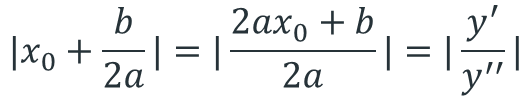 |x₀ + b/2a| = |(2ax₀ + b)/2a| = |y′/y″|